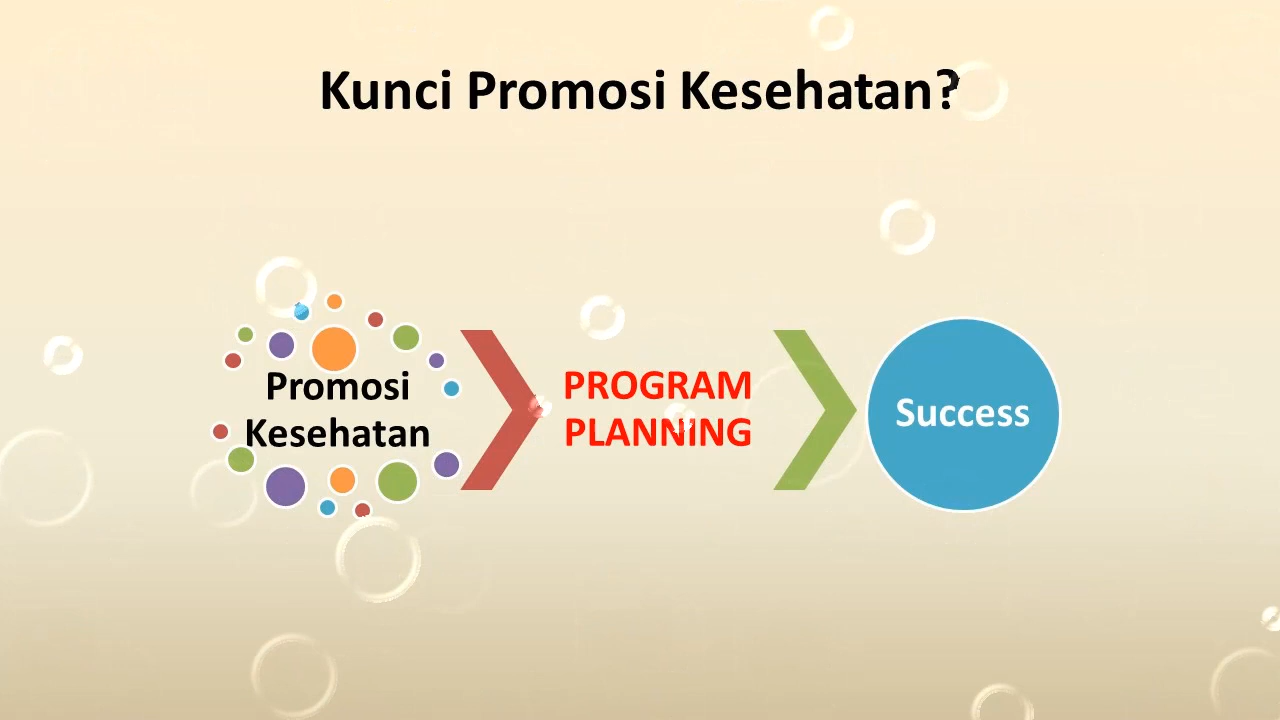 Kunci Promosi Kesehatan?
Promosi
Kesehatan
PROGRAM
PLANNING
Success